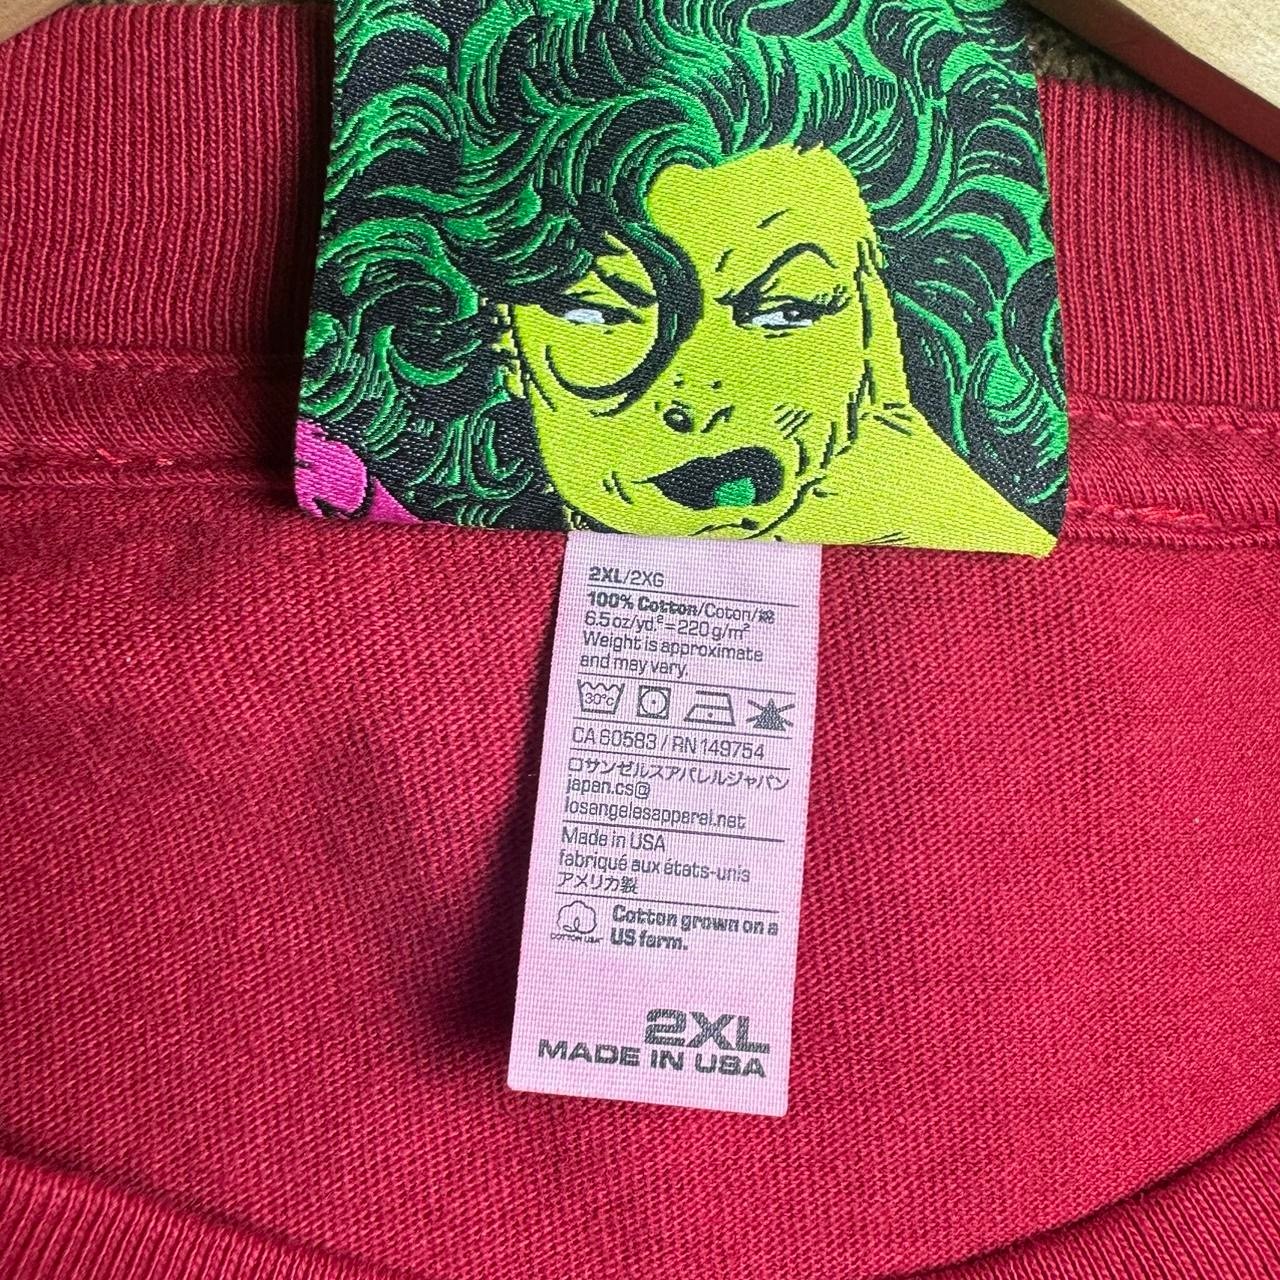 2XL/2XG
100% Cotton/Coton/綿
6.5 oz/yd.²=220 g/m²
Weight is approximate
and may vary.
30°C
CA 60583 / RN 149754
ロサンゼルスアパレルジャパン
japan.cs@
losangelesapparel.net
Made in USA
fabriqué aux états-unis
アメリカ製
Cotton grown on a
US farm.
COTTON USA
2XL
MADE IN USA